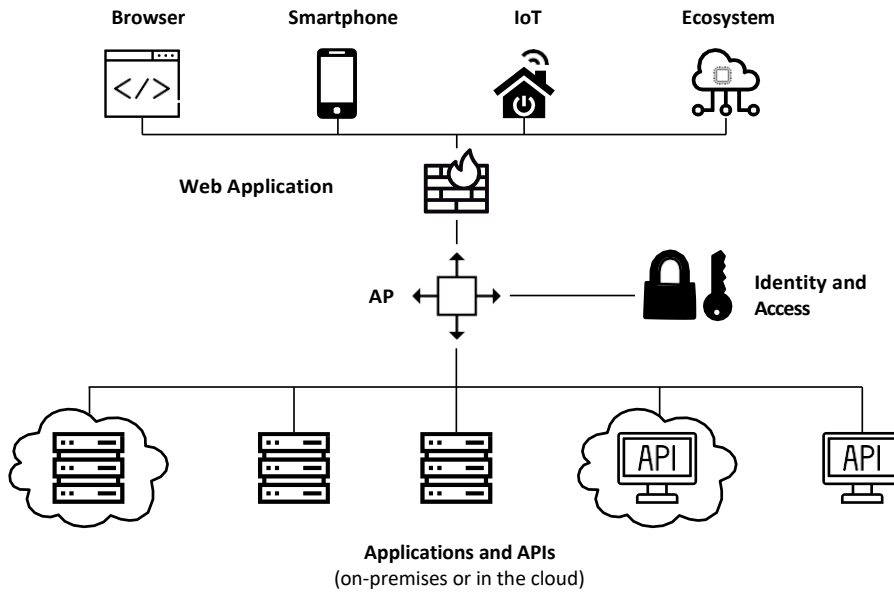 Browser
Smartphone
IoT
Ecosystem
</>
Web Application
AP
Identity and
Access
API
API
Applications and APIs
(on-premises or in the cloud)